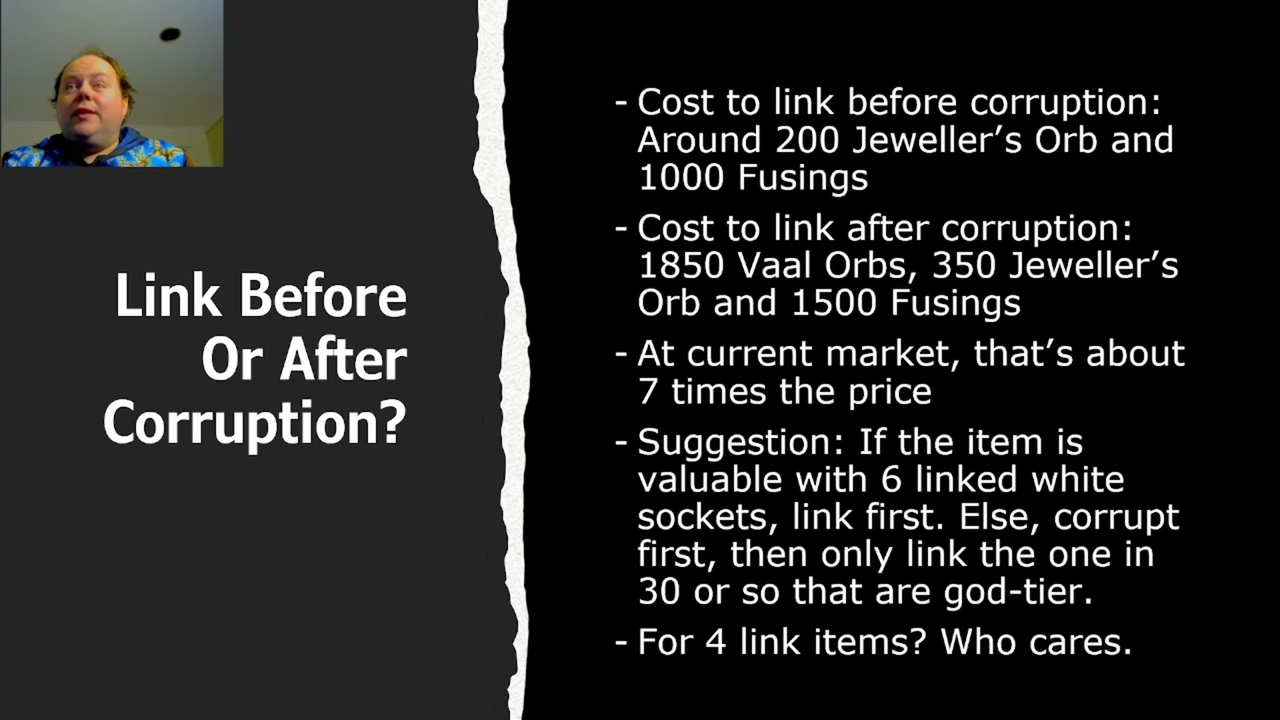 Link Before
Or After
Corruption?
- Cost to link before corruption:
Around 200 Jeweller’s Orb and
1000 Fusings
- Cost to link after corruption:
1850 Vaal Orbs, 350 Jeweller’s
Orb and 1500 Fusings
- At current market, that’s about
7 times the price
- Suggestion: If the item is
valuable with 6 linked white
sockets, link first. Else, corrupt
first, then only link the one in
30 or so that are god-tier.
- For 4 link items? Who cares.